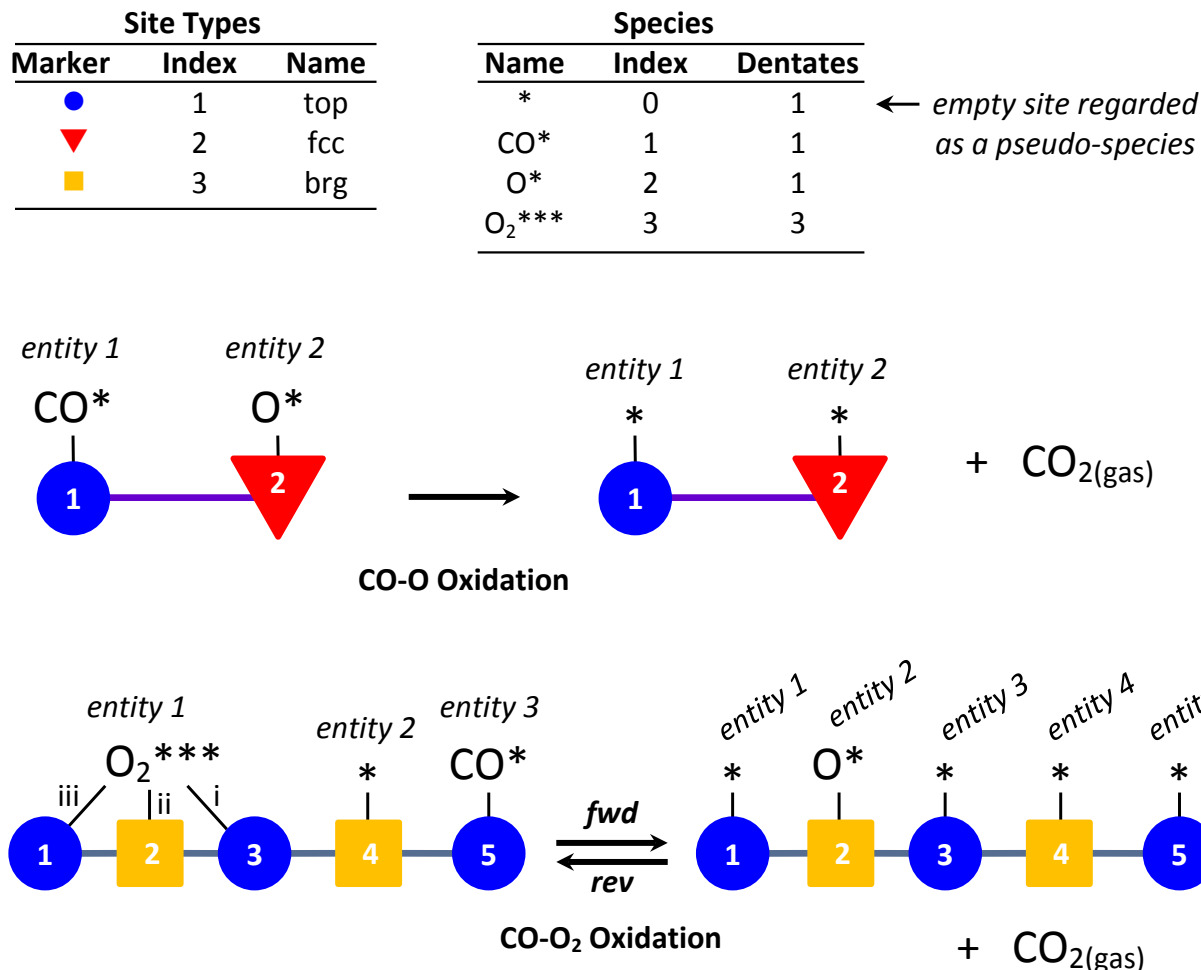 Site Types
Marker Index Name
1 top
2 fcc
3 brg
Species
Name Index Dentates
* 0 1
CO* 1 1
O* 2 1
O₂*** 3 3
← empty site regarded
as a pseudo-species
entity 1 entity 2
CO* O*
1 2
entity 1 entity 2
* *
1 2
+ CO₂(gas)
CO-O Oxidation
entity 1 entity 2 entity 3
O₂*** * CO*
iii ii i
1 2 3 4 5
fwd
rev
entity 1 entity 2 entity 3 entity 4 entit
* O* * * *
1 2 3 4 5
CO-O₂ Oxidation
+ CO₂(gas)